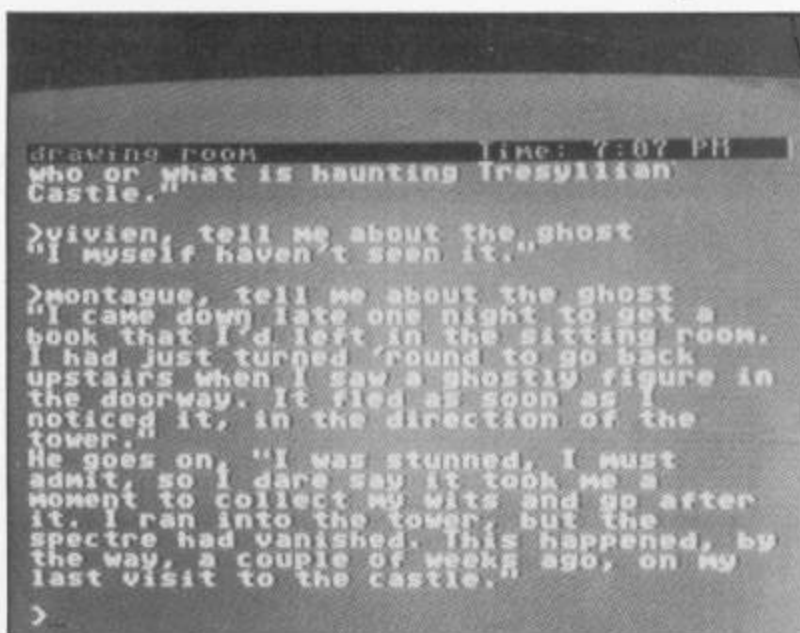 drawing room Time: 7:07 PM
who or what is haunting Tresyllian
Castle."
>vivien, tell me about the ghost
"I myself haven't seen it."
>montague, tell me about the ghost
"I came down late one night to get a
book that I'd left in the sitting room.
I had just turned 'round to go back
upstairs when I saw a ghostly figure in
the doorway. It fled as soon as I
noticed it, in the direction of the
tower."
He goes on, "I was stunned, I must
admit, so I dare say it took me a
moment to collect my wits and go after
it. I ran into the tower, but the
spectre had vanished. This happened, by
the way, a couple of weeks ago, on my
last visit to the castle."
>